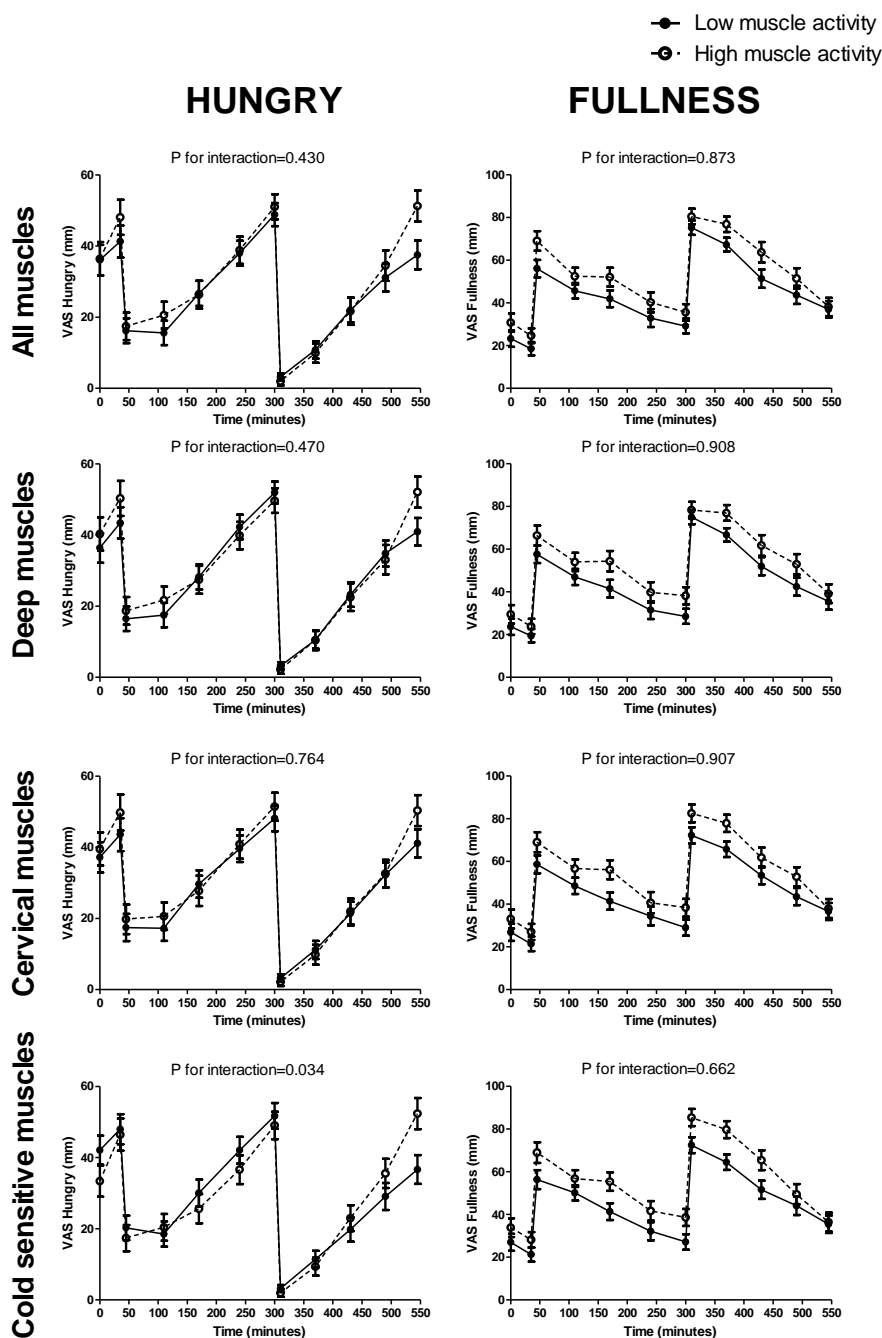 Low muscle activity
High muscle activity
HUNGRY
FULLNESS
All muscles
P for interaction=0.430
60
40
20
0
VAS Hungry (mm)
0 50 100 150 200 250 300 350 400 450 500 550
Time (minutes)
P for interaction=0.873
100
80
60
40
20
0
VAS Fullness (mm)
0 50 100 150 200 250 300 350 400 450 500 550
Time (minutes)
Deep muscles
P for interaction=0.470
60
40
20
0
VAS Hungry (mm)
0 50 100 150 200 250 300 350 400 450 500 550
Time (minutes)
P for interaction=0.908
100
80
60
40
20
0
VAS Fullness (mm)
0 50 100 150 200 250 300 350 400 450 500 550
Time (minutes)
Cervical muscles
P for interaction=0.764
60
40
20
0
VAS Hungry (mm)
0 50 100 150 200 250 300 350 400 450 500 550
Time (minutes)
P for interaction=0.907
100
80
60
40
20
0
VAS Fullness (mm)
0 50 100 150 200 250 300 350 400 450 500 550
Time (minutes)
Cold sensitive muscles
P for interaction=0.034
60
40
20
0
VAS Hungry (mm)
0 50 100 150 200 250 300 350 400 450 500 550
Time (minutes)
P for interaction=0.662
100
80
60
40
20
0
VAS Fullness (mm)
0 50 100 150 200 250 300 350 400 450 500 550
Time (minutes)